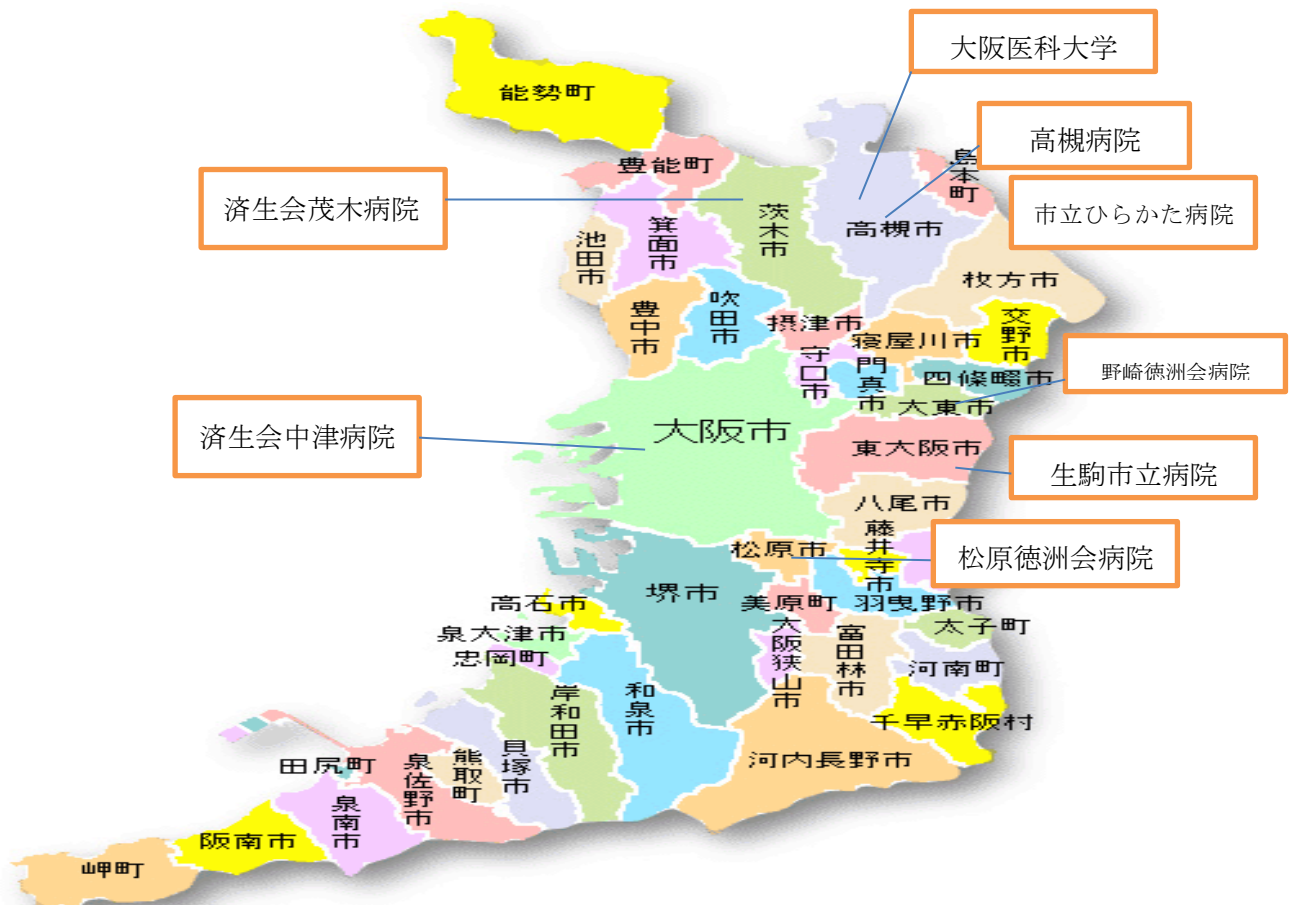 大阪医科大学
能勢町
高槻病院
島本町
豊能町
済生会茂木病院
茨木市
市立ひらかた病院
高槻市
箕面市
池田市
枚方市
吹田市
豊中市
交野市
摂津市
寝屋川市
守口市
門真市
四條畷市
野崎徳洲会病院
大東市
大阪市
済生会中津病院
東大阪市
生駒市立病院
八尾市
藤井寺市
松原市
松原徳洲会病院
堺市
高石市
美原町
羽曳野市
泉大津市
太子町
大阪狭山市
富田林市
忠岡町
河南町
岸和田市
和泉市
千早赤阪村
貝塚市
熊取町
泉佐野市
田尻町
河内長野市
泉南市
阪南市
岬町